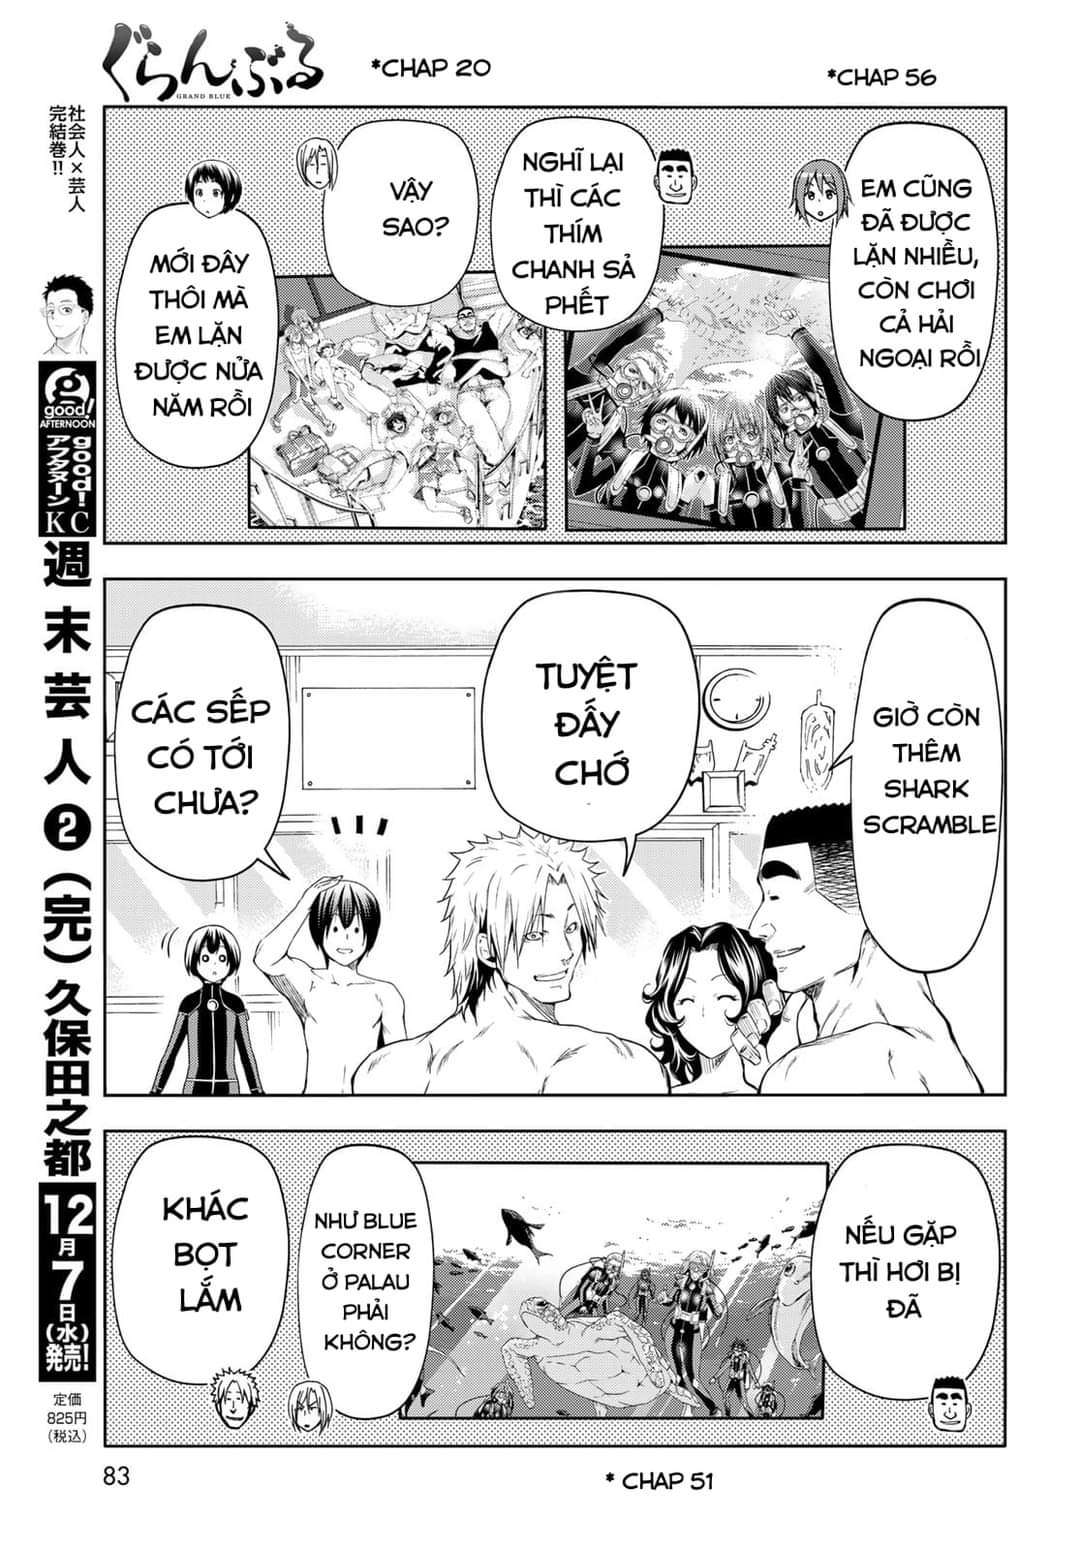 ぐらんぶる
GRAND BLUE
*CHAP 20
*CHAP 56
EM CŨNG
ĐÃ ĐƯỢC
LẶN NHIỀU,
CÒN CHƠI
CẢ HẢI
NGOẠI RỒI
NGHĨ LẠI
THÌ CÁC
THÍM
CHANH SẢ
PHẾT
VẬY
SAO?
MỚI ĐÂY
THÔI MÀ
EM LẶN
ĐƯỢC NỬA
NĂM RỒI
GIỜ CÒN
THÊM
SHARK
SCRAMBLE
TUYỆT
ĐẤY
CHỚ
CÁC SẾP
CÓ TỚI
CHƯA?
NẾU GẶP
THÌ HƠI BỊ
ĐÃ
NHƯ BLUE
CORNER
Ở PALAU
PHẢI
KHÔNG?
KHÁC
BỌT
LẮM
* CHAP 51
83
社会人×芸人
完結巻!!
good!
AFTERNOON
good!
アフタヌーン
KC
週末芸人❷(完)久保田之都
12月7日(水)発売!
定価
825円
(税込)